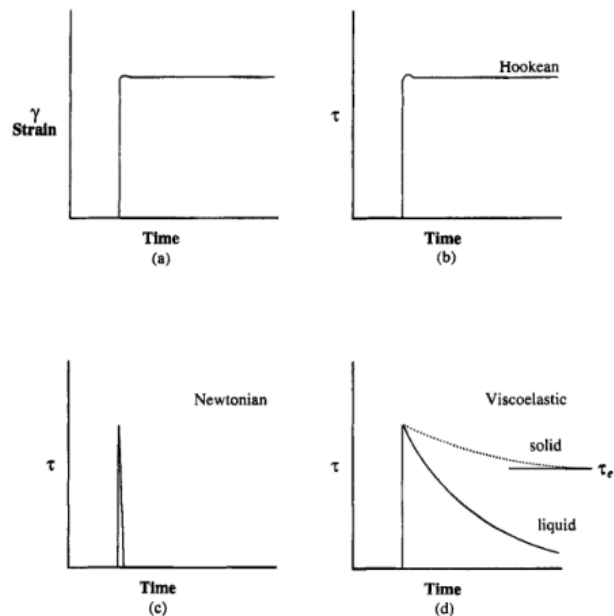 γ
Strain
Time
(a)
Hookean
τ
Time
(b)
Newtonian
τ
Time
(c)
Viscoelastic
solid
τₑ
τ
liquid
Time
(d)